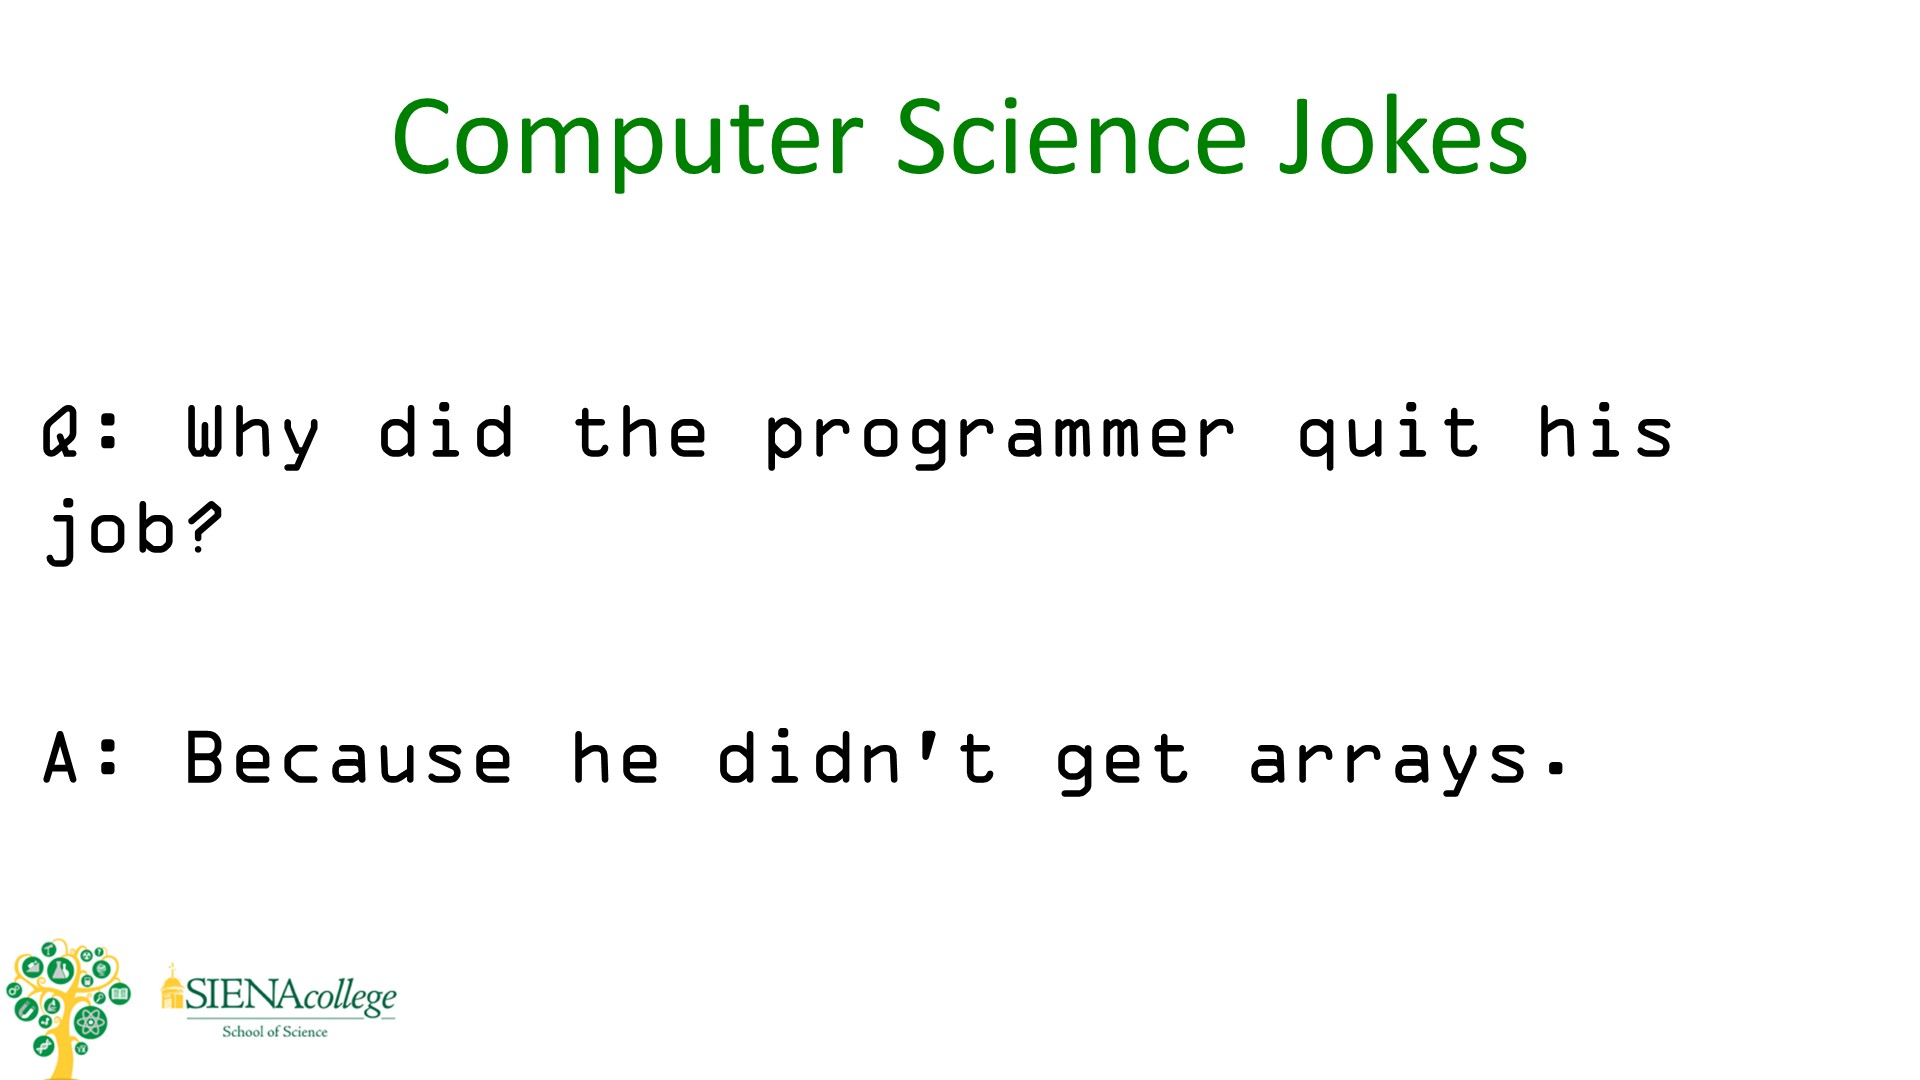 Computer Science Jokes
Q: Why did the programmer quit his
job?
A: Because he didn't get arrays.
SIENAcollege
School of Science